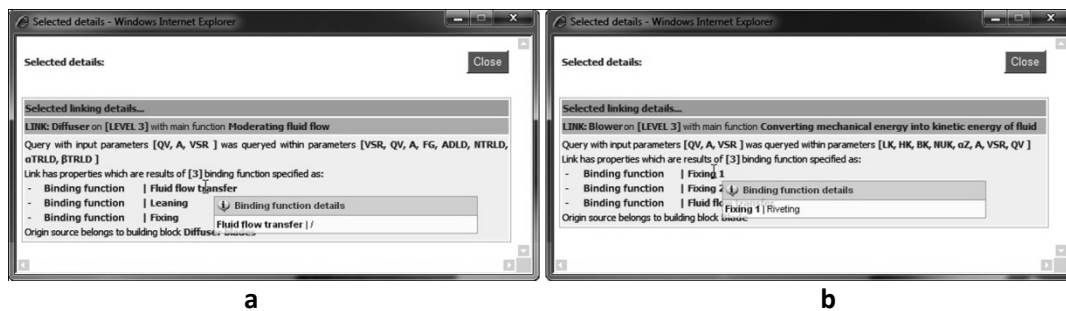 Selected details - Windows Internet Explorer
Selected details:
Close
Selected linking details...
LINK: Diffuser on [LEVEL 3] with main function Moderating fluid flow
Query with input parameters [QV, A, VSR ] was queryed within parameters [VSR, QV, A, FG, ADLD, NTRLD,
αTRLD, βTRLD ]
Link has properties which are results of [3] binding function specified as:
- Binding function | Fluid flow transfer
- Binding function | Leaning
- Binding function | Fixing
Binding function details
Fluid flow transfer | /
Origin source belongs to building block Diffuser blades
a
Selected details - Windows Internet Explorer
Selected details:
Close
Selected linking details...
LINK: Blower on [LEVEL 3] with main function Converting mechanical energy into kinetic energy of fluid
Query with input parameters [QV, A, VSR ] was queryed within parameters [LK, HK, BK, NUK, αZ, A, VSR, QV ]
Link has properties which are results of [3] binding function specified as:
- Binding function | Fixing 1
- Binding function | Fixing 2
- Binding function | Fluid flow transfer
Binding function details
Fixing 1 | Riveting
Origin source belongs to building block Blade
b